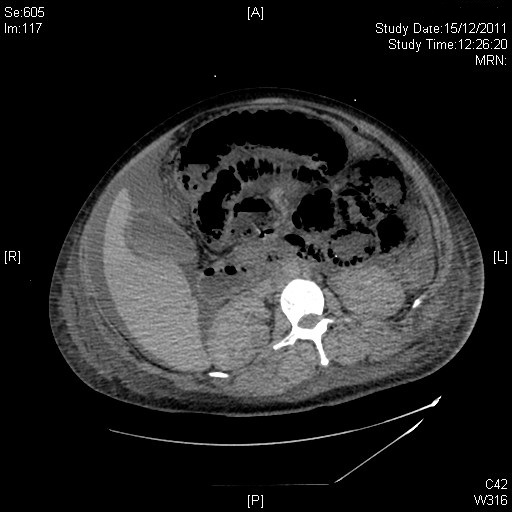 Se:605
Im:117
[A]
Study Date:15/12/2011
Study Time:12:26:20
MRN:
[R]
[L]
[P]
C42
W316